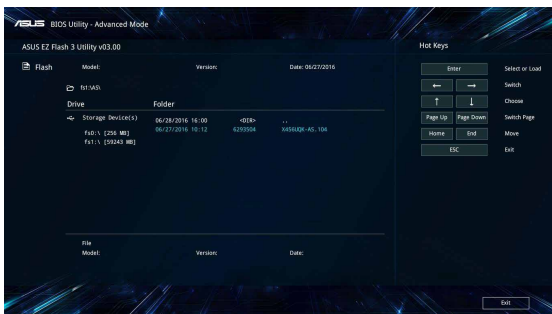 ASUS BIOS Utility - Advanced Mode
ASUS EZ Flash 3 Utility v03.00
Flash Model: Version: Date: 06/27/2016
fs1:\AS\
Drive Folder
Storage Device(s)
fs0:\ [256 MB]
fs1:\ [59243 MB]
06/28/2016 16:00 <DIR> ..
06/27/2016 10:12 6293504 X456UQK-AS.104
File
Model: Version: Date:
Hot Keys
Enter Select or Load
← → Switch
↑ ↓ Choose
Page Up Page Down Switch Page
Home End Move
ESC Exit
Exit